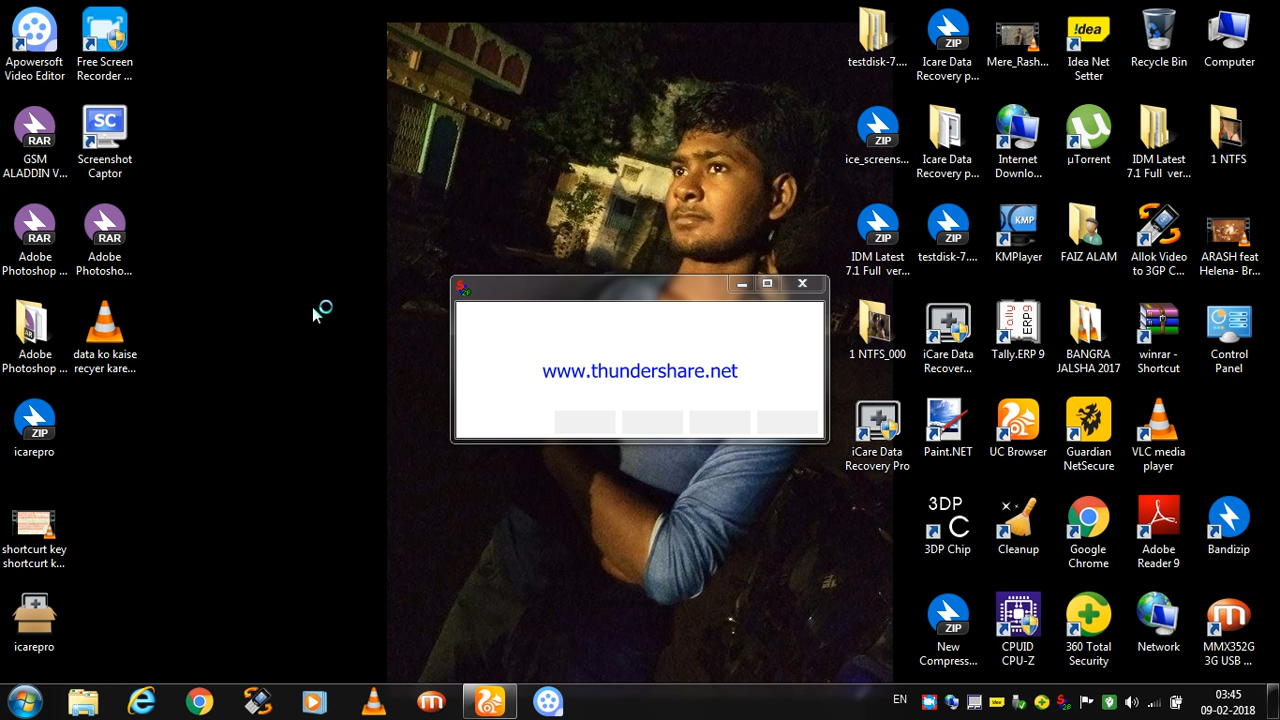 Apowersoft
Video Editor
Free Screen
Recorder ...
RAR
GSM
ALADDIN V...
SC
Screenshot
Captor
RAR
Adobe
Photoshop ...
RAR
Adobe
Photosho...
Adobe
Photoshop ...
data ko kaise
recyer kare...
ZIP
icarepro
shortcurt key
shortcurt k...
icarepro
www.thundershare.net
testdisk-7....
ZIP
Icare Data
Recovery p...
Mere_Rash...
!dea
Idea Net
Setter
Recycle Bin
Computer
ZIP
ice_screens...
Icare Data
Recovery p...
Internet
Downlo...
µTorrent
IDM Latest
7.1 Full ver...
1 NTFS
ZIP
IDM Latest
7.1 Full ver...
ZIP
testdisk-7....
KMP
KMPlayer
FAIZ ALAM
Allok Video
to 3GP C...
ARASH feat
Helena- Br...
1 NTFS_000
iCare Data
Recover...
Tally ERP9
Tally.ERP 9
BANGRA
JALSHA 2017
winrar -
Shortcut
Control
Panel
iCare Data
Recovery Pro
Paint.NET
UC Browser
Guardian
NetSecure
VLC media
player
3DP
C
3DP Chip
Cleanup
Google
Chrome
Adobe
Reader 9
Bandizip
ZIP
New
Compress...
CPUID
CPU-Z
360 Total
Security
Network
MMX352G
3G USB ...
EN
03:45
09-02-2018